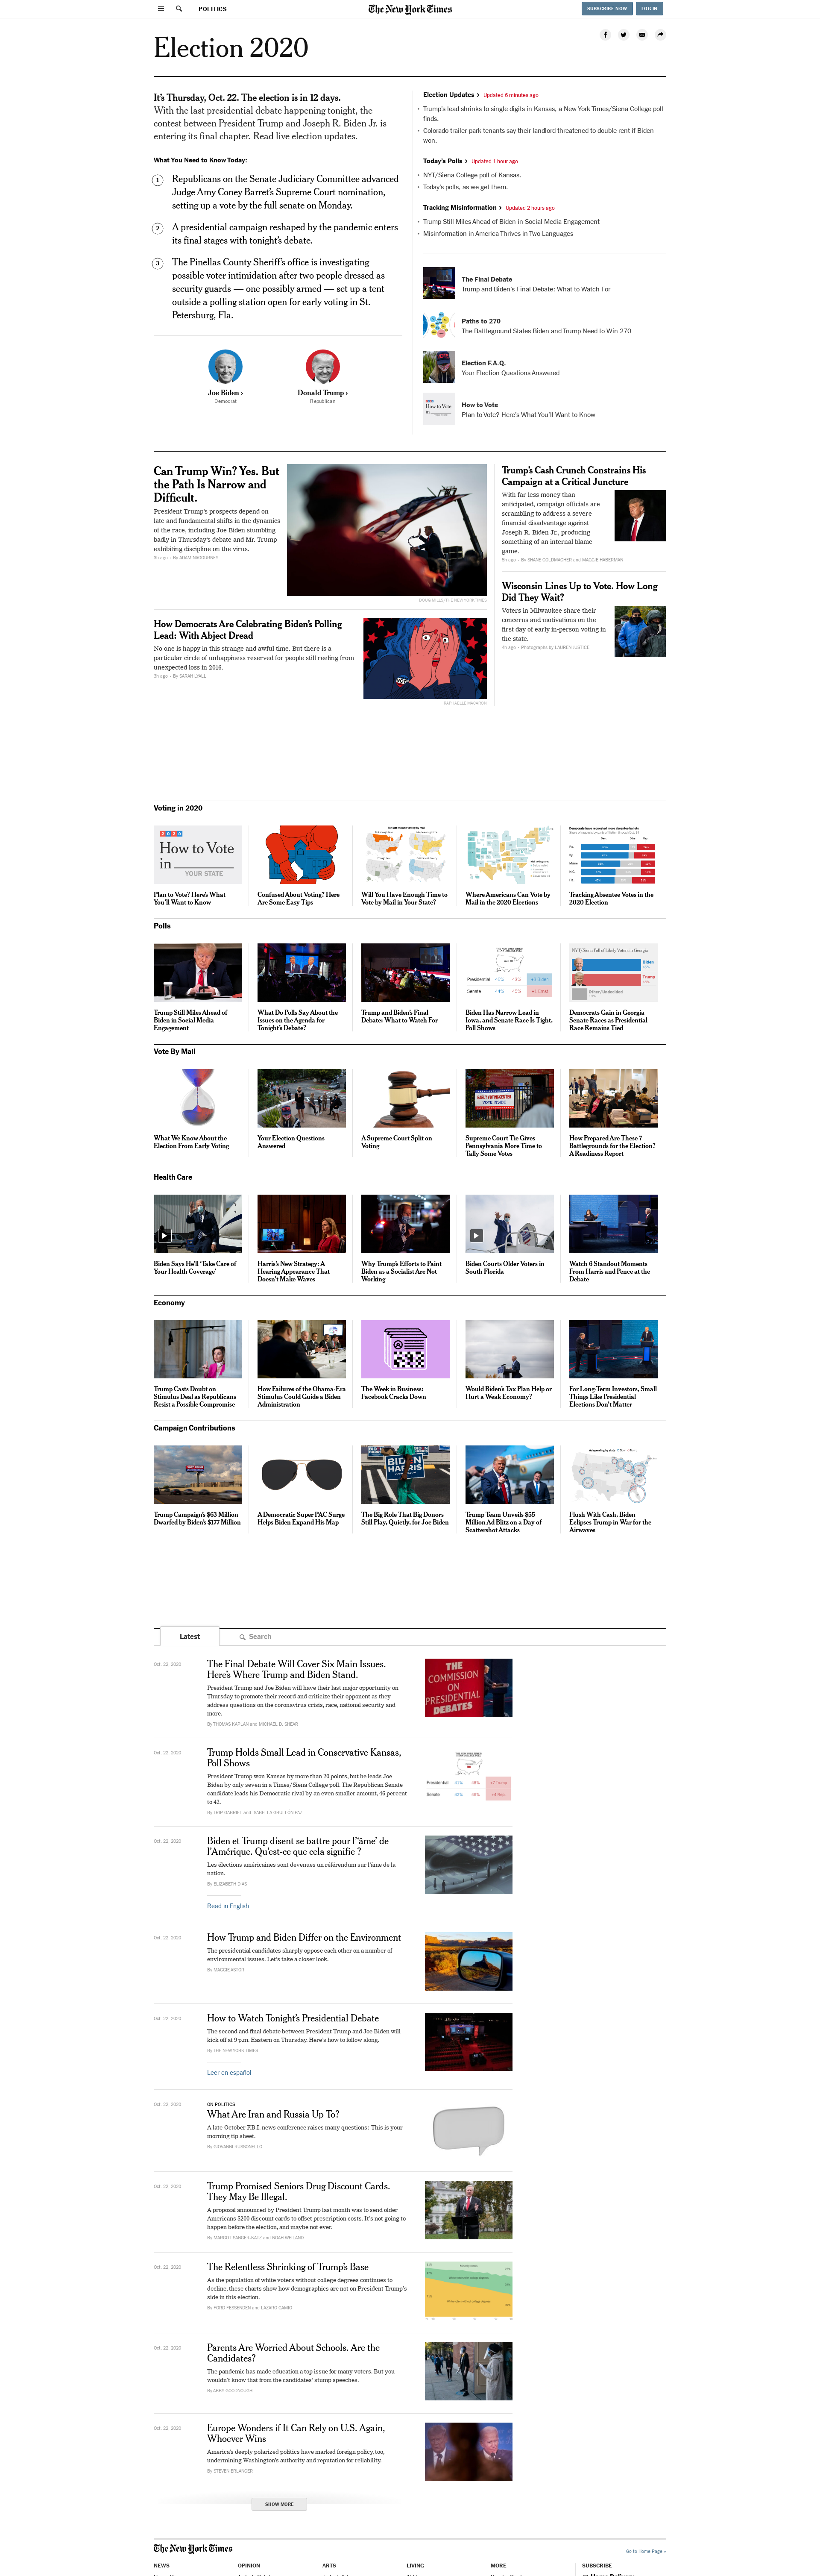 POLITICS
The New York Times
SUBSCRIBE NOW
LOG IN
Election 2020
It's Thursday, Oct. 22. The election is in 12 days.
With the last presidential debate happening tonight, the
contest between President Trump and Joseph R. Biden Jr. is
entering its final chapter. Read live election updates.
What You Need to Know Today:
1
Republicans on the Senate Judiciary Committee advanced
Judge Amy Coney Barret's Supreme Court nomination,
setting up a vote by the full senate on Monday.
2
A presidential campaign reshaped by the pandemic enters
its final stages with tonight's debate.
3
The Pinellas County Sheriff's office is investigating
possible voter intimidation after two people dressed as
security guards — one possibly armed — set up a tent
outside a polling station open for early voting in St.
Petersburg, Fla.
Joe Biden ›
Democrat
Donald Trump ›
Republican
Election Updates › Updated 6 minutes ago
• Trump's lead shrinks to single digits in Kansas, a New York Times/Siena College poll
finds.
• Colorado trailer-park tenants say their landlord threatened to double rent if Biden
won.
Today's Polls › Updated 1 hour ago
• NYT/Siena College poll of Kansas.
• Today's polls, as we get them.
Tracking Misinformation › Updated 2 hours ago
• Trump Still Miles Ahead of Biden in Social Media Engagement
• Misinformation in America Thrives in Two Languages
The Final Debate
Trump and Biden's Final Debate: What to Watch For
Paths to 270
The Battleground States Biden and Trump Need to Win 270
Election F.A.Q.
Your Election Questions Answered
How to Vote
in
How to Vote
Plan to Vote? Here's What You'll Want to Know
Can Trump Win? Yes. But
the Path Is Narrow and
Difficult.
President Trump's prospects depend on
late and fundamental shifts in the dynamics
of the race, including Joe Biden stumbling
badly in Thursday's debate and Mr. Trump
exhibiting discipline on the virus.
3h ago • By ADAM NAGOURNEY
DOUG MILLS/THE NEW YORK TIMES
How Democrats Are Celebrating Biden's Polling
Lead: With Abject Dread
No one is happy in this strange and awful time. But there is a
particular circle of unhappiness reserved for people still reeling from
unexpected loss in 2016.
3h ago • By SARAH LYALL
VOTE
RAPHAELLE MACARON
Trump's Cash Crunch Constrains His
Campaign at a Critical Juncture
With far less money than
anticipated, campaign officials are
scrambling to address a severe
financial disadvantage against
Joseph R. Biden Jr., producing
something of an internal blame
game.
5h ago • By SHANE GOLDMACHER and MAGGIE HABERMAN
Wisconsin Lines Up to Vote. How Long
Did They Wait?
Voters in Milwaukee share their
concerns and motivations on the
first day of early in-person voting in
the state.
4h ago • Photographs by LAUREN JUSTICE
Voting in 2020
2020
How to Vote
in
YOUR STATE
Plan to Vote? Here's What
You'll Want to Know
Confused About Voting? Here
Are Some Easy Tips
Will You Have Enough Time to
Vote by Mail in Your State?
Where Americans Can Vote by
Mail in the 2020 Elections
Tracking Absentee Votes in the
2020 Election
Polls
Trump Still Miles Ahead of
Biden in Social Media
Engagement
What Do Polls Say About the
Issues on the Agenda for
Tonight's Debate?
Trump and Biden's Final
Debate: What to Watch For
Presidential
Senate
Biden Has Narrow Lead in
Iowa, and Senate Race Is Tight,
Poll Shows
NYT/Siena Poll of Likely Voters in Georgia
Biden
Trump
Democrats Gain in Georgia
Senate Races as Presidential
Race Remains Tied
Vote By Mail
What We Know About the
Election From Early Voting
Your Election Questions
Answered
A Supreme Court Split on
Voting
EARLY VOTING CENTER
VOTE INSIDE
Supreme Court Tie Gives
Pennsylvania More Time to
Tally Some Votes
How Prepared Are These 7
Battlegrounds for the Election?
A Readiness Report
Health Care
Biden Says He'll 'Take Care of
Your Health Coverage'
Harris's New Strategy: A
Hearing Appearance That
Doesn't Make Waves
Why Trump's Efforts to Paint
Biden as a Socialist Are Not
Working
Biden Courts Older Voters in
South Florida
Watch 6 Standout Moments
From Harris and Pence at the
Debate
Economy
Trump Casts Doubt on
Stimulus Deal as Republicans
Resist a Possible Compromise
How Failures of the Obama-Era
Stimulus Could Guide a Biden
Administration
The Week in Business:
Facebook Cracks Down
Would Biden's Tax Plan Help or
Hurt a Weak Economy?
For Long-Term Investors, Small
Things Like Presidential
Elections Don't Matter
Campaign Contributions
Trump Campaign's $63 Million
Dwarfed by Biden's $177 Million
A Democratic Super PAC Surge
Helps Biden Expand His Map
BIDEN
HARRIS
The Big Role That Big Donors
Still Play, Quietly, for Joe Biden
Trump Team Unveils $55
Million Ad Blitz on a Day of
Scattershot Attacks
Flush With Cash, Biden
Eclipses Trump in War for the
Airwaves
Latest
Search
Oct. 22, 2020
The Final Debate Will Cover Six Main Issues.
Here's Where Trump and Biden Stand.
President Trump and Joe Biden will have their last major opportunity on
Thursday to promote their record and criticize their opponent as they
address questions on the coronavirus crisis, race, national security and
more.
By THOMAS KAPLAN and MICHAEL D. SHEAR
THE
COMMISSION
ON
PRESIDENTIAL
DEBATES
Oct. 22, 2020
Trump Holds Small Lead in Conservative Kansas,
Poll Shows
President Trump won Kansas by more than 20 points, but he leads Joe
Biden by only seven in a Times/Siena College poll. The Republican Senate
candidate leads his Democratic rival by an even smaller amount, 46 percent
to 42.
By TRIP GABRIEL and ISABELLA GRULLÓN PAZ
Presidential 41% 48% +7 Trump
Senate 42% 46% +4 Rep.
Oct. 22, 2020
Biden et Trump disent se battre pour l'‘âme’ de
l'Amérique. Qu'est-ce que cela signifie ?
Les élections américaines sont devenues un référendum sur l'âme de la
nation.
By ELIZABETH DIAS
Read in English
Oct. 22, 2020
How Trump and Biden Differ on the Environment
The presidential candidates sharply oppose each other on a number of
environmental issues. Let's take a closer look.
By MAGGIE ASTOR
Oct. 22, 2020
How to Watch Tonight's Presidential Debate
The second and final debate between President Trump and Joe Biden will
kick off at 9 p.m. Eastern on Thursday. Here's how to follow along.
By THE NEW YORK TIMES
Leer en español
Oct. 22, 2020
ON POLITICS
What Are Iran and Russia Up To?
A late-October F.B.I. news conference raises many questions: This is your
morning tip sheet.
By GIOVANNI RUSSONELLO
Oct. 22, 2020
Trump Promised Seniors Drug Discount Cards.
They May Be Illegal.
A proposal announced by President Trump last month was to send older
Americans $200 discount cards to offset prescription costs. It's not going to
happen before the election, and maybe not ever.
By MARGOT SANGER-KATZ and NOAH WEILAND
Oct. 22, 2020
The Relentless Shrinking of Trump's Base
As the population of white voters without college degrees continues to
decline, these charts show how demographics are not on President Trump's
side in this election.
By FORD FESSENDEN and LAZARO GAMIO
Oct. 22, 2020
Parents Are Worried About Schools. Are the
Candidates?
The pandemic has made education a top issue for many voters. But you
wouldn't know that from the candidates' stump speeches.
By ABBY GOODNOUGH
Oct. 22, 2020
Europe Wonders if It Can Rely on U.S. Again,
Whoever Wins
America's deeply polarized politics have marked foreign policy, too,
undermining Washington's authority and reputation for reliability.
By STEVEN ERLANGER
SHOW MORE
The New York Times
Go to Home Page »
NEWS
OPINION
ARTS
LIVING
MORE
SUBSCRIBE